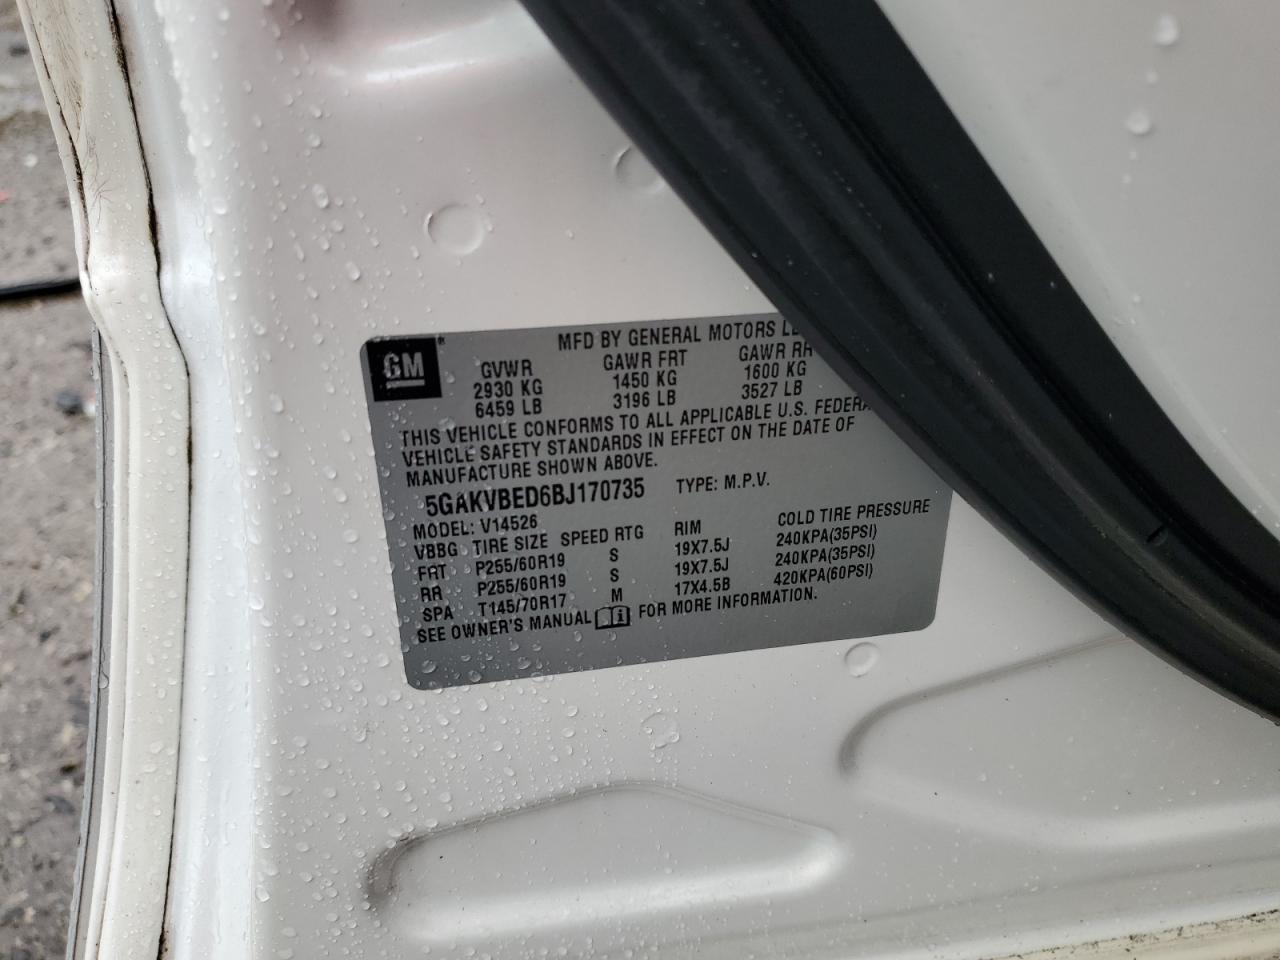 GM
MFD BY GENERAL MOTORS
GVWR GAWR FRT GAWR RR
2930 KG 1450 KG 1600 KG
6459 LB 3196 LB 3527 LB
THIS VEHICLE CONFORMS TO ALL APPLICABLE U.S. FEDERA
VEHICLE SAFETY STANDARDS IN EFFECT ON THE DATE OF
MANUFACTURE SHOWN ABOVE.
5GAKVBED6BJ170735 TYPE: M.P.V.
MODEL: V14526
VBBG TIRE SIZE SPEED RTG RIM COLD TIRE PRESSURE
FRT P255/60R19 S 19X7.5J 240KPA(35PSI)
RR P255/60R19 S 19X7.5J 240KPA(35PSI)
SPA T145/70R17 M 17X4.5B 420KPA(60PSI)
SEE OWNER'S MANUAL FOR MORE INFORMATION.